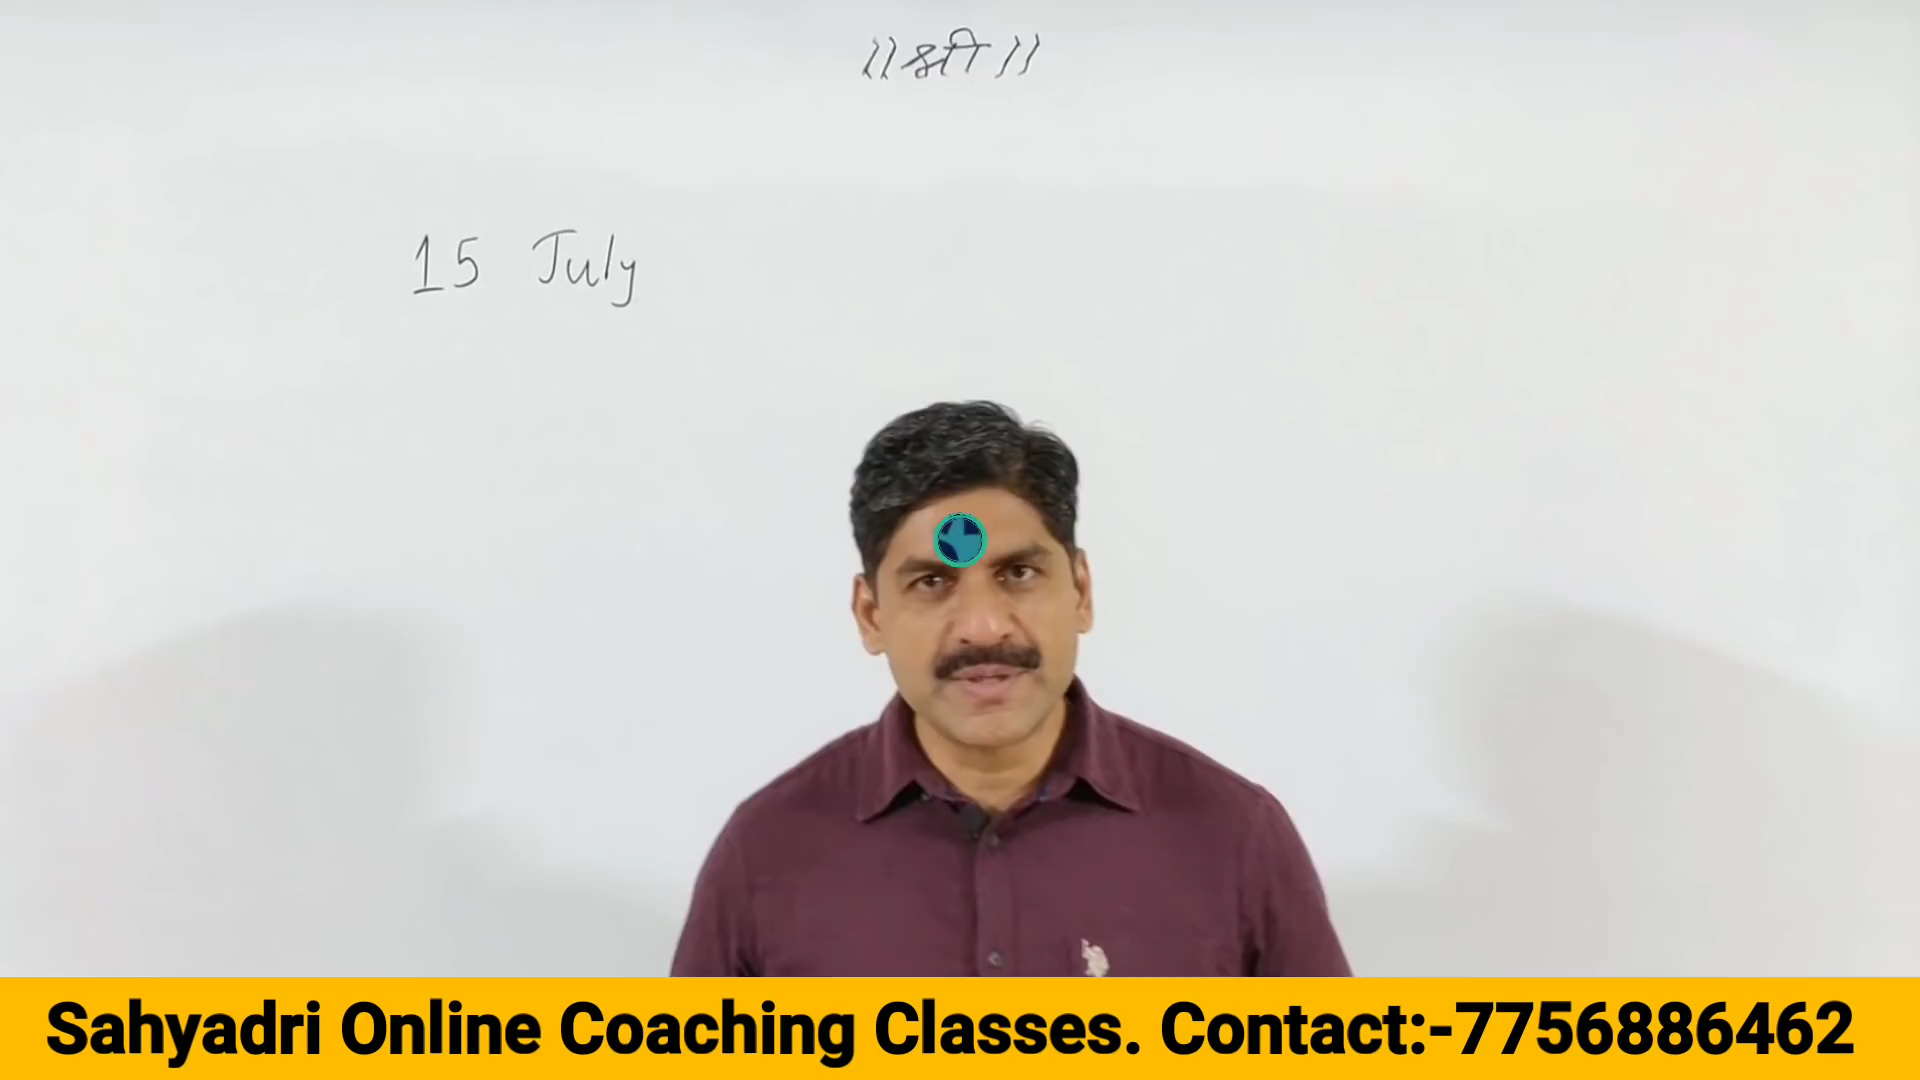 ॥ श्री ॥
15 July
Sahyadri Online Coaching Classes. Contact:-7756886462